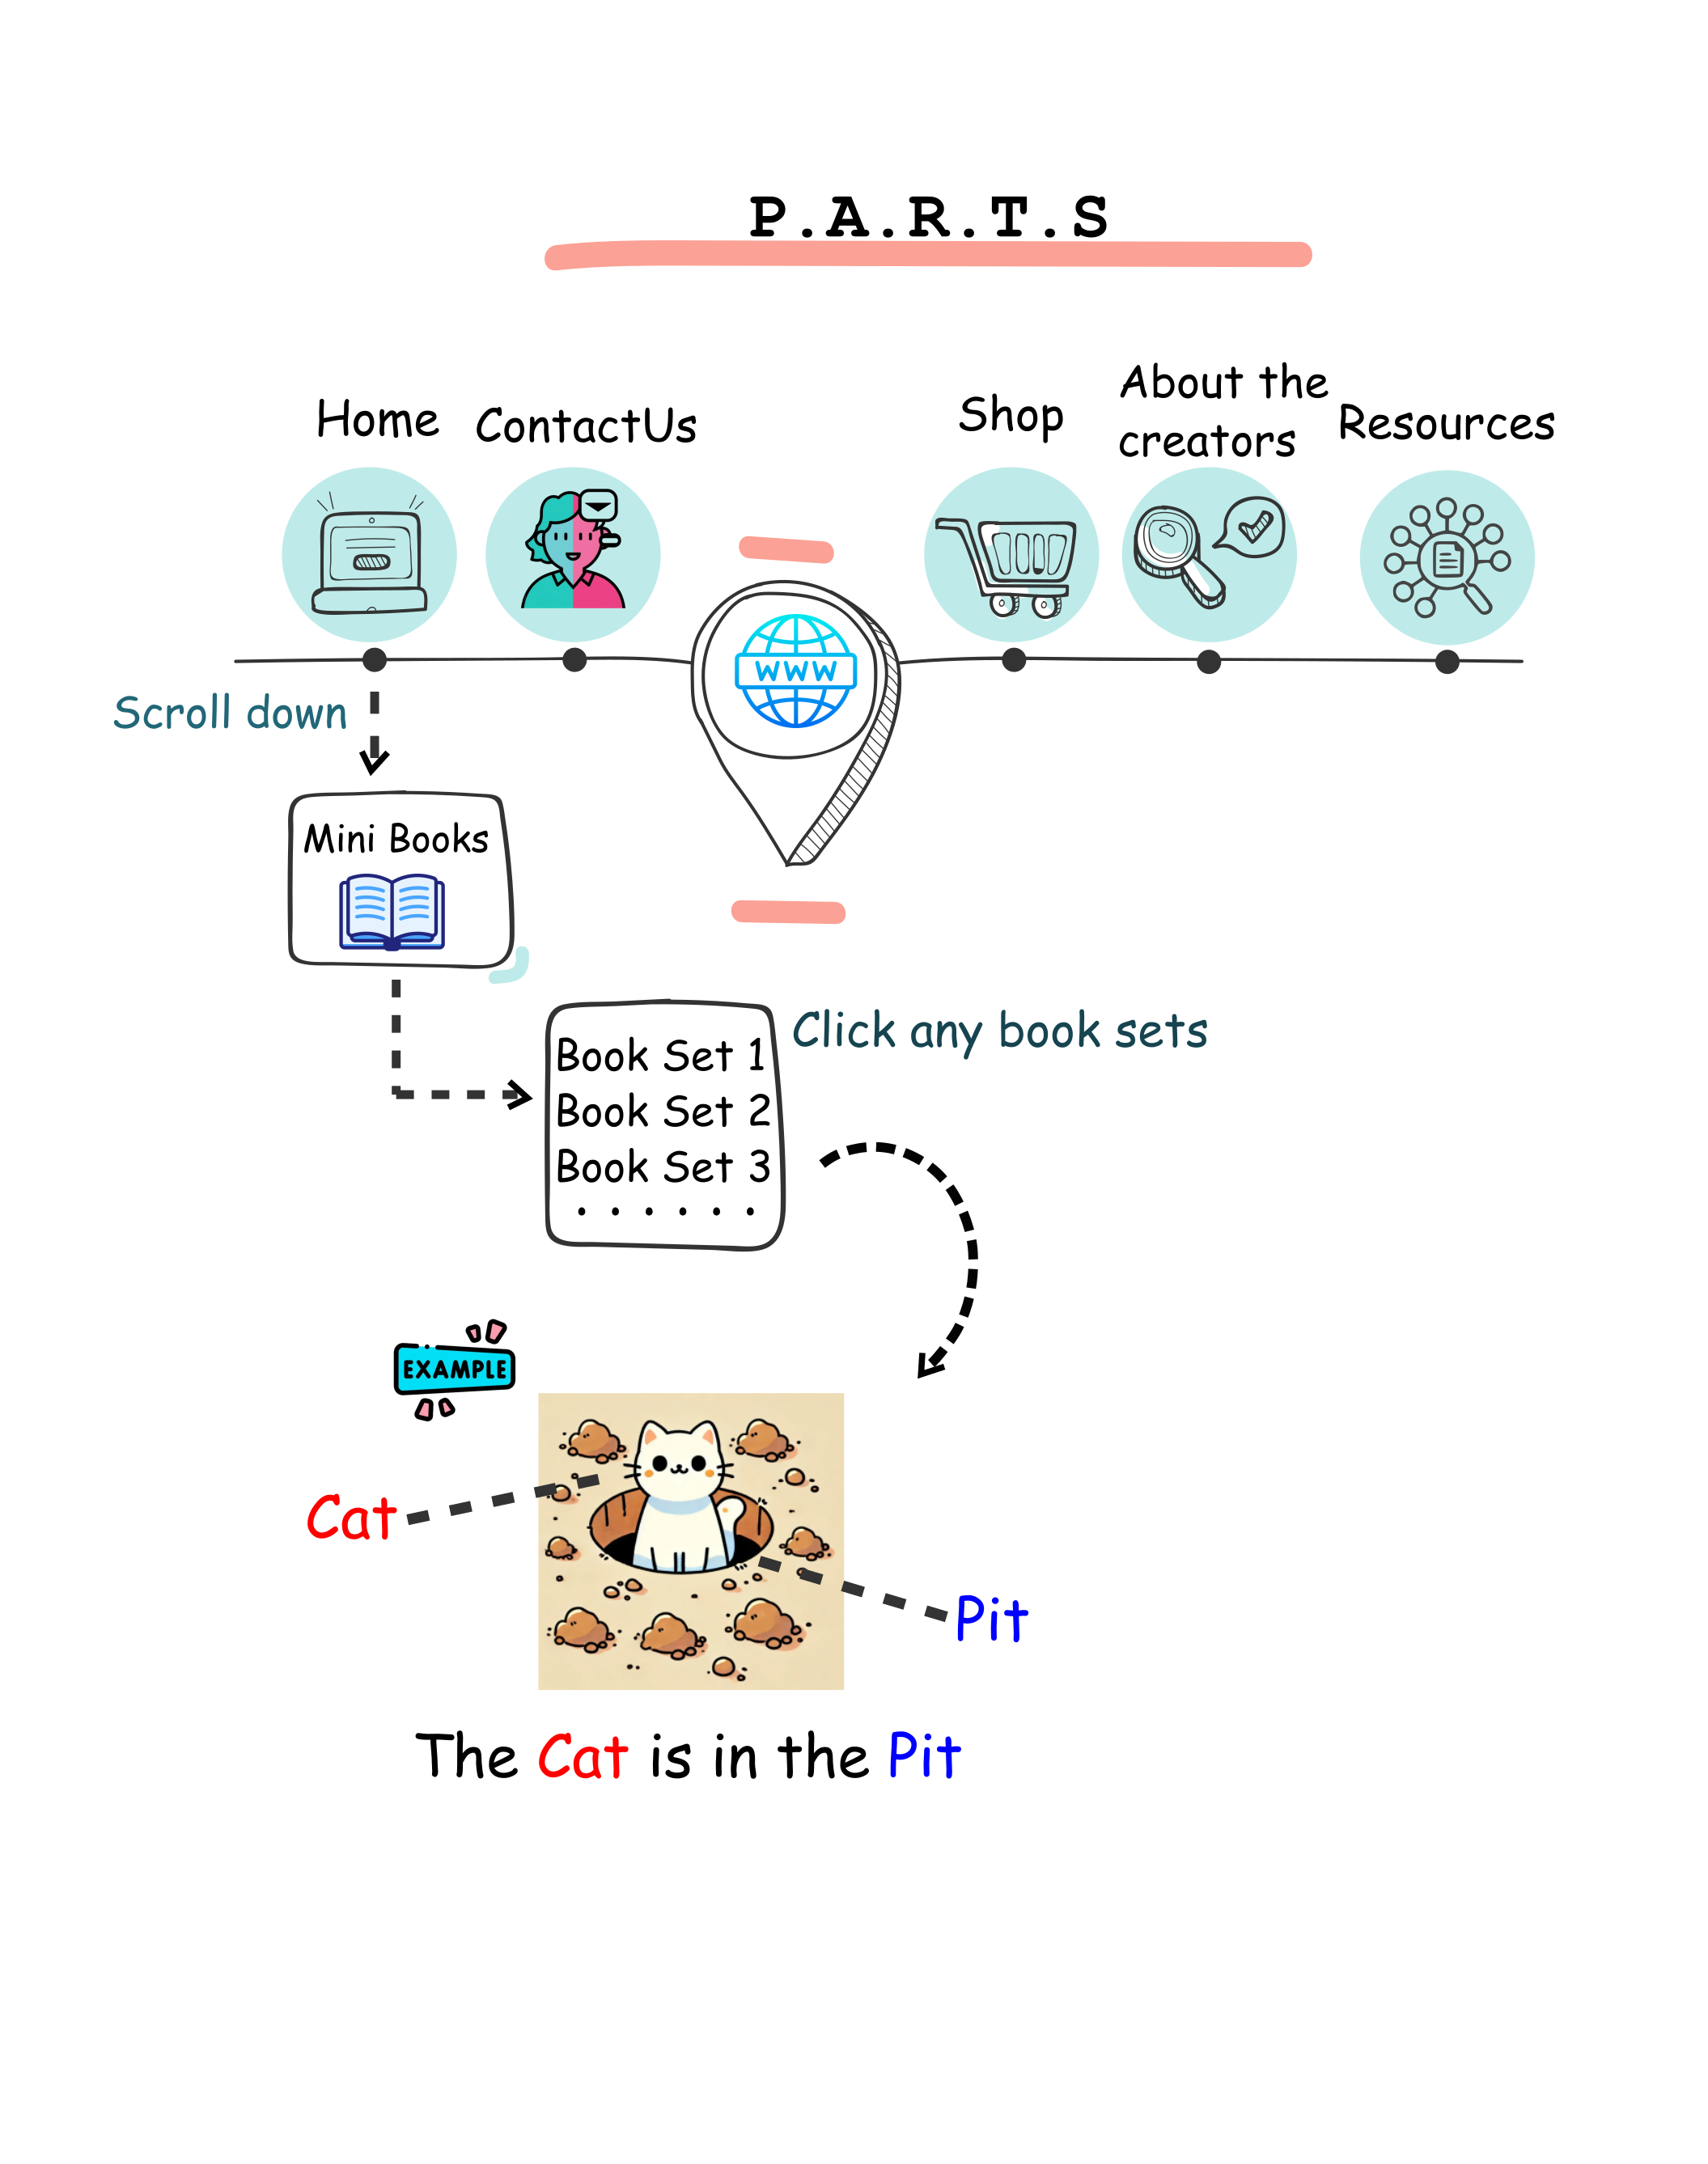 P.A.R.T.S
Home
ContactUs
Shop
About the
creators
Resources
WWW
Scroll down
Mini Books
Book Set 1
Book Set 2
Book Set 3
. . . . . .
Click any book sets
EXAMPLE
Cat
Pit
The Cat is in the Pit